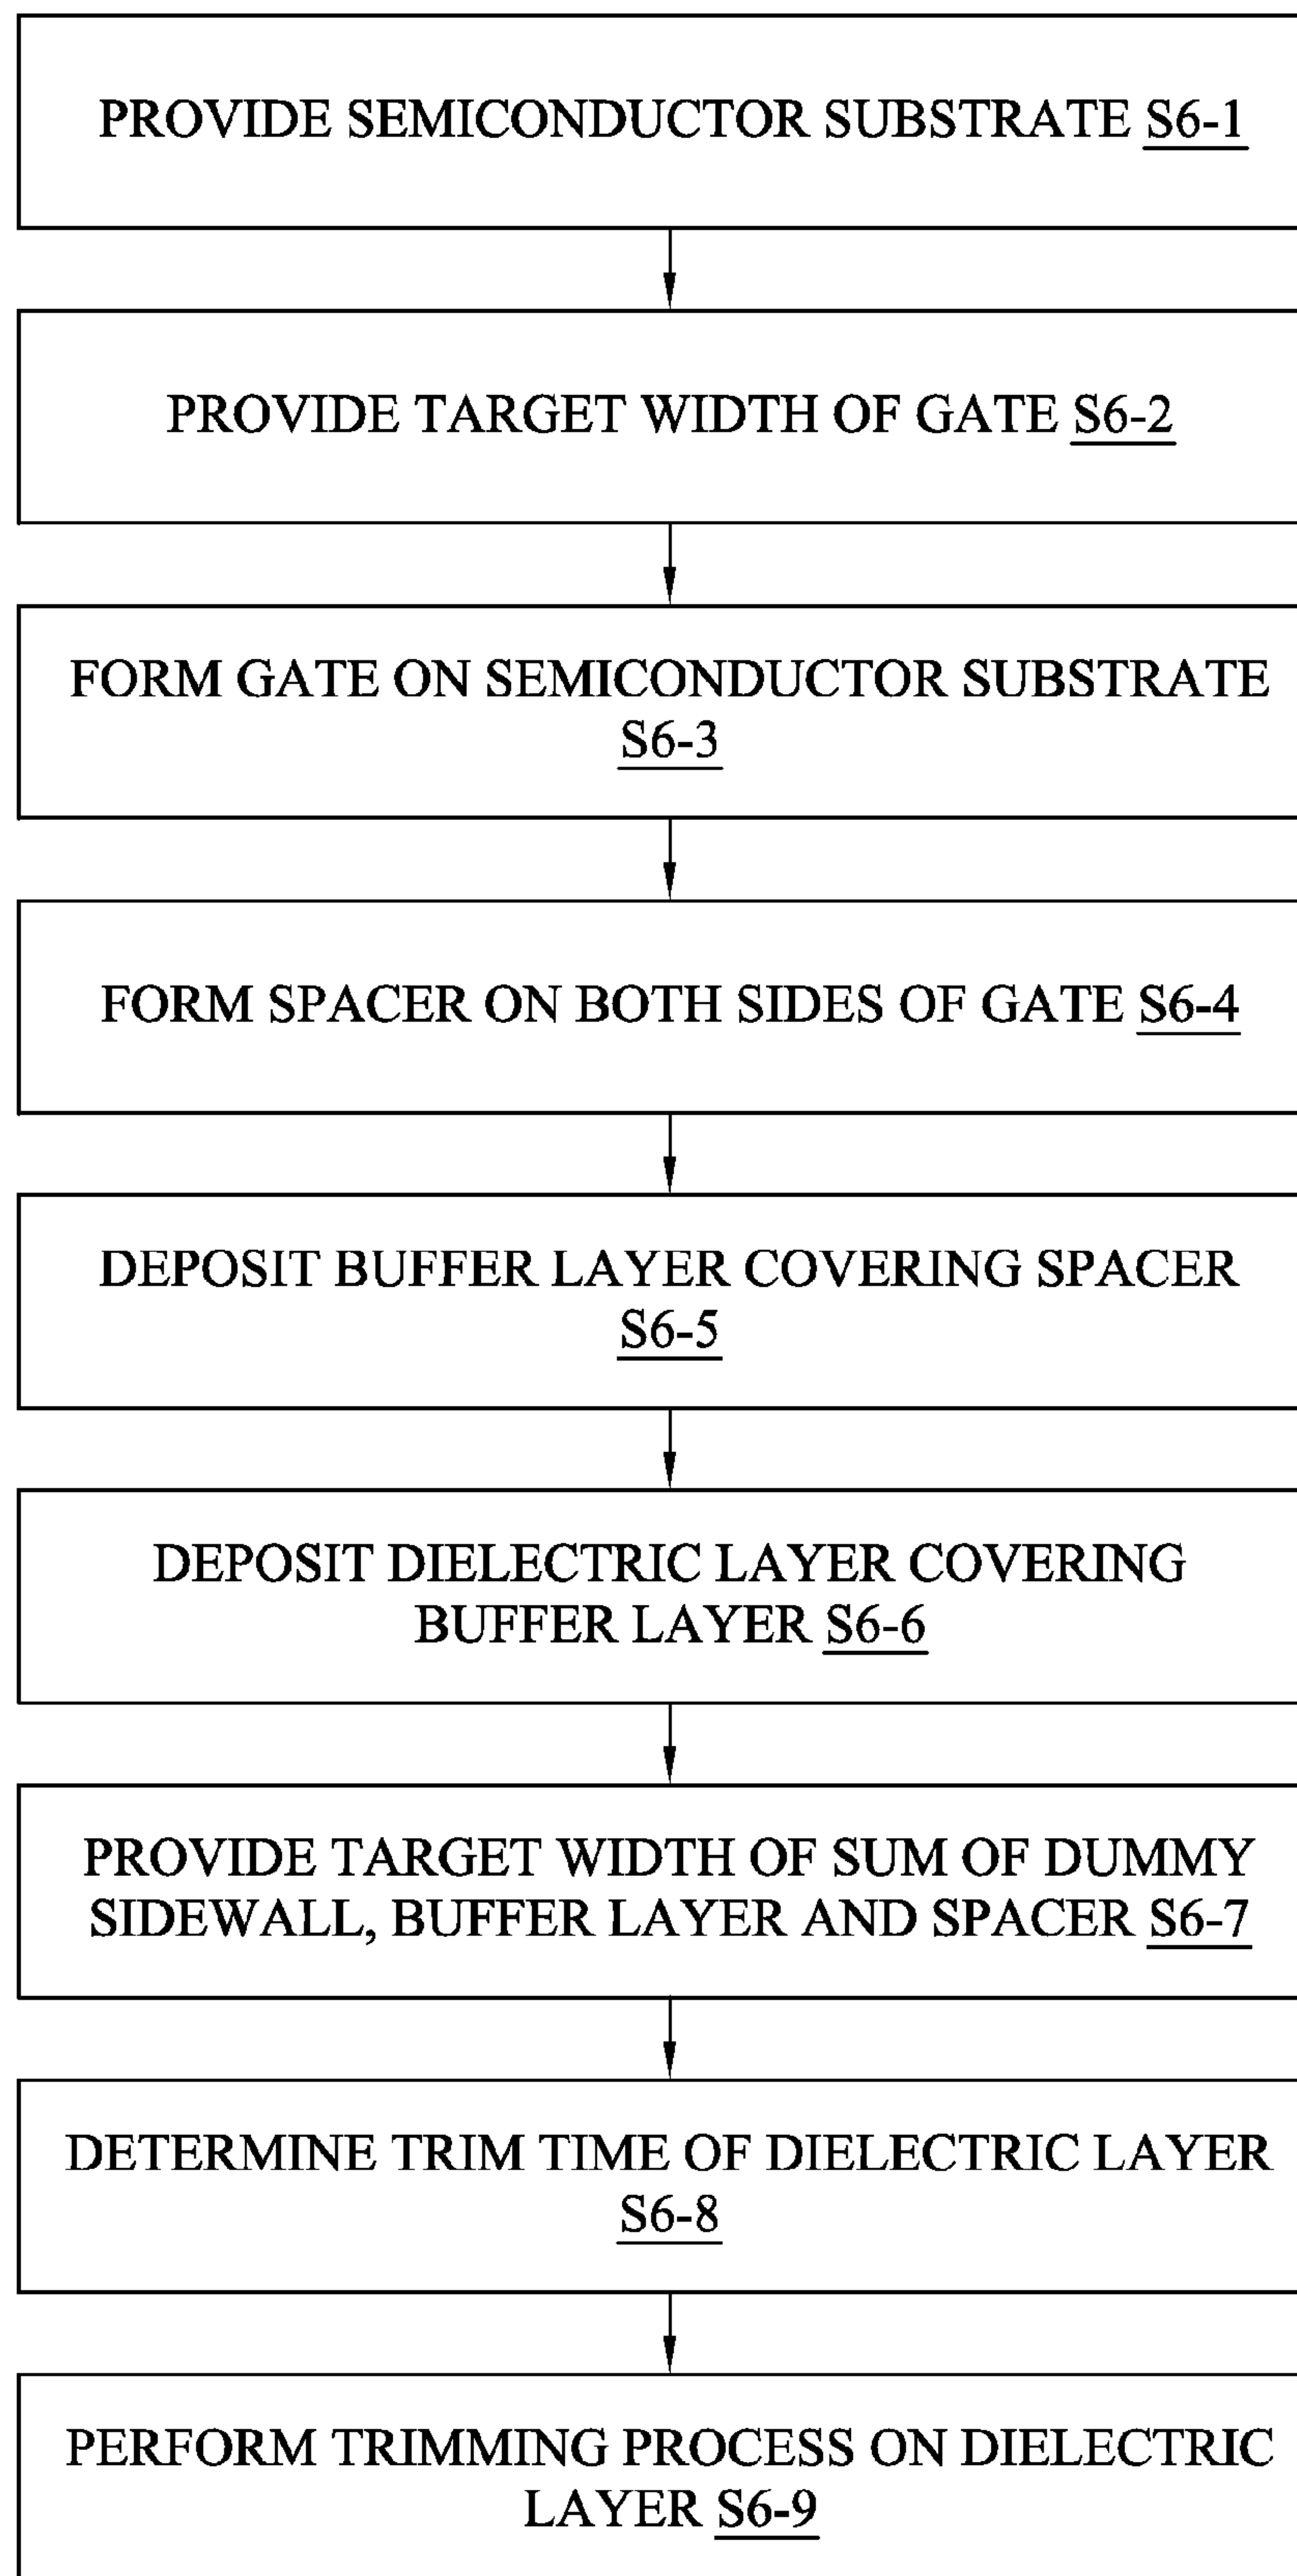 PROVIDE SEMICONDUCTOR SUBSTRATE S6-1
PROVIDE TARGET WIDTH OF GATE S6-2
FORM GATE ON SEMICONDUCTOR SUBSTRATE
S6-3
FORM SPACER ON BOTH SIDES OF GATE S6-4
DEPOSIT BUFFER LAYER COVERING SPACER
S6-5
DEPOSIT DIELECTRIC LAYER COVERING
BUFFER LAYER S6-6
PROVIDE TARGET WIDTH OF SUM OF DUMMY
SIDEWALL, BUFFER LAYER AND SPACER S6-7
DETERMINE TRIM TIME OF DIELECTRIC LAYER
S6-8
PERFORM TRIMMING PROCESS ON DIELECTRIC
LAYER S6-9